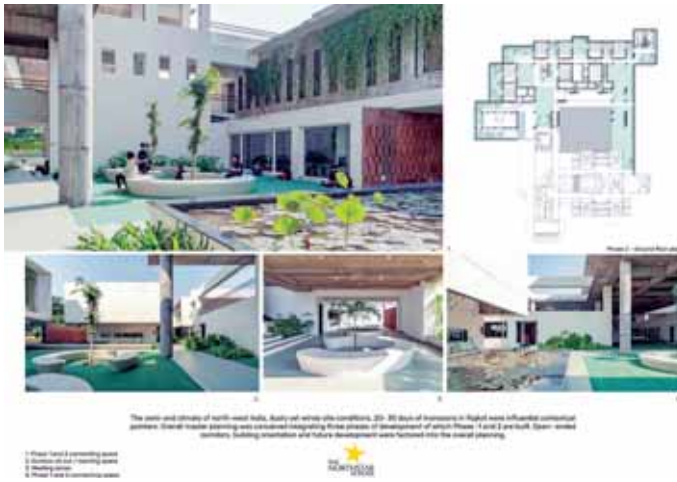 Phase 2 - Ground floor plan
The semi-arid climate of north-west India, dusty yet windy site conditions, 20- 30 days of monsoons in Rajkot were influential contextual
pointers. Overall master planning was conceived integrating three phases of development of which Phase 1 and 2 are built. Open- ended
corridors, building orientation and future development were factored into the overall planning.
1. Phase 1 and 2 connecting space
2. Outdoor sit out / learning space
3. Meeting
4. Phase 1 and 2 connecting space
THE
NORTHSTAR
SCHOOL